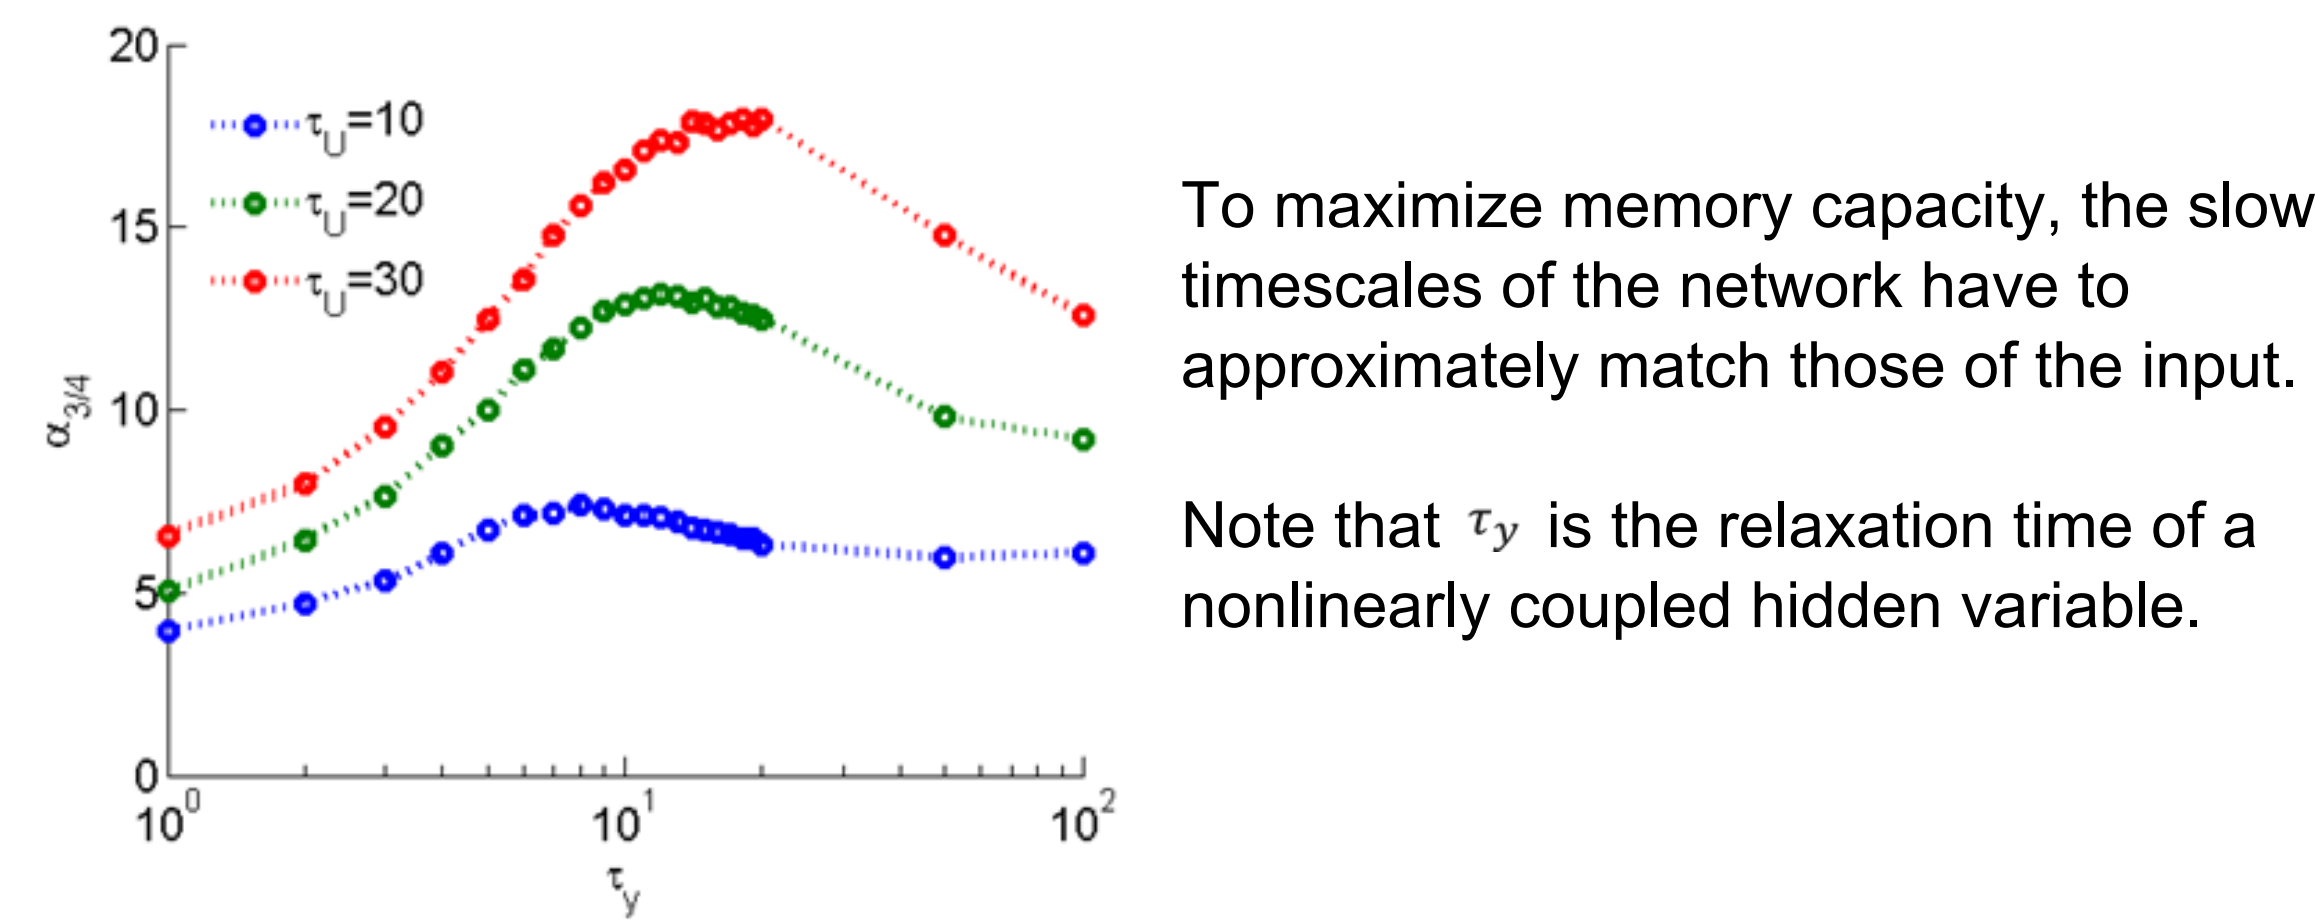 20
15
10
5
0
α3/4
τU=10
τU=20
τU=30
10^0
10^1
10^2
τy
To maximize memory capacity, the slow
timescales of the network have to
approximately match those of the input.
Note that τy is the relaxation time of a
nonlinearly coupled hidden variable.